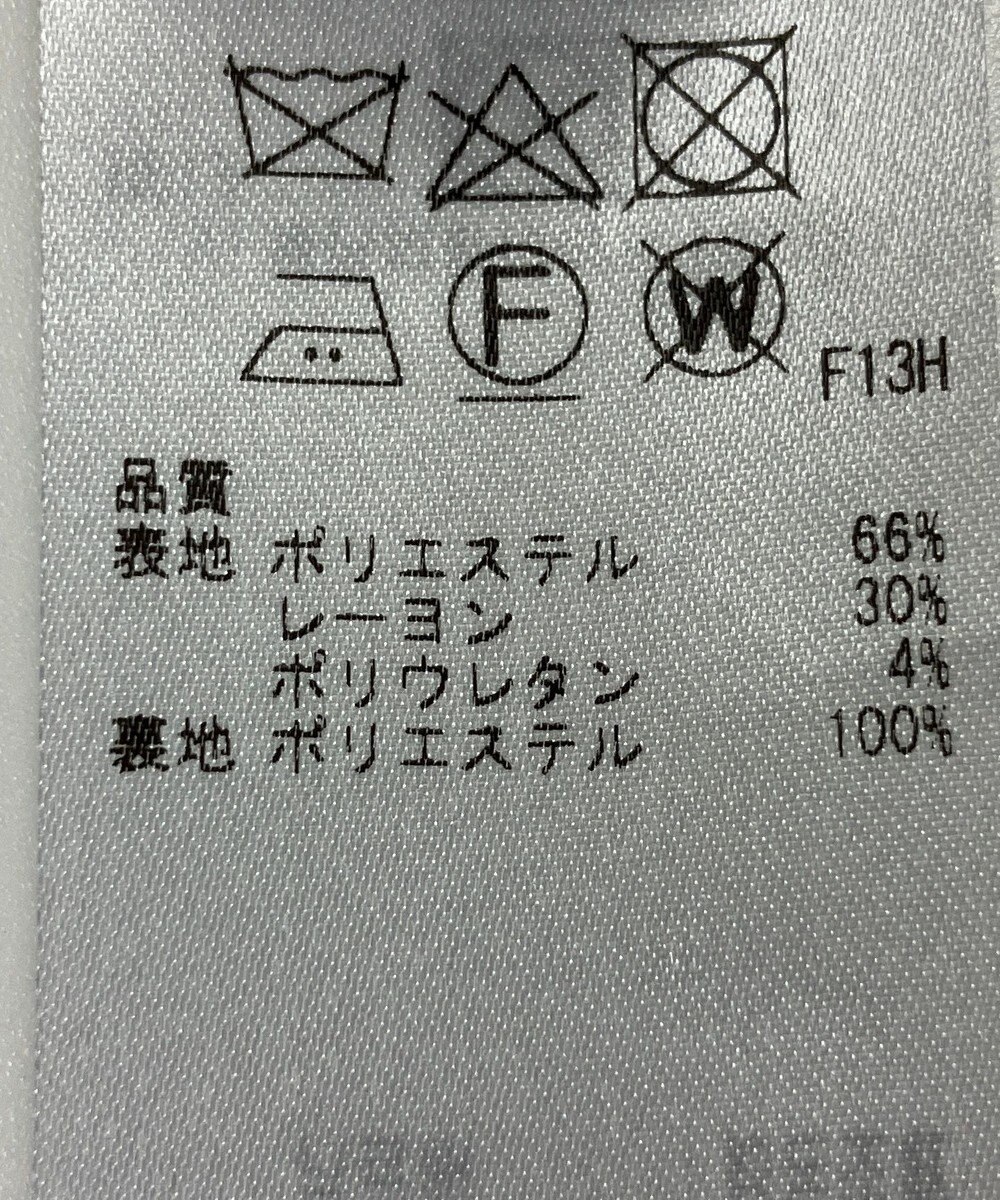 F W F13H
品質
表地 ポリエステル 66%
レーヨン 30%
ポリウレタン 4%
裏地 ポリエステル 100%